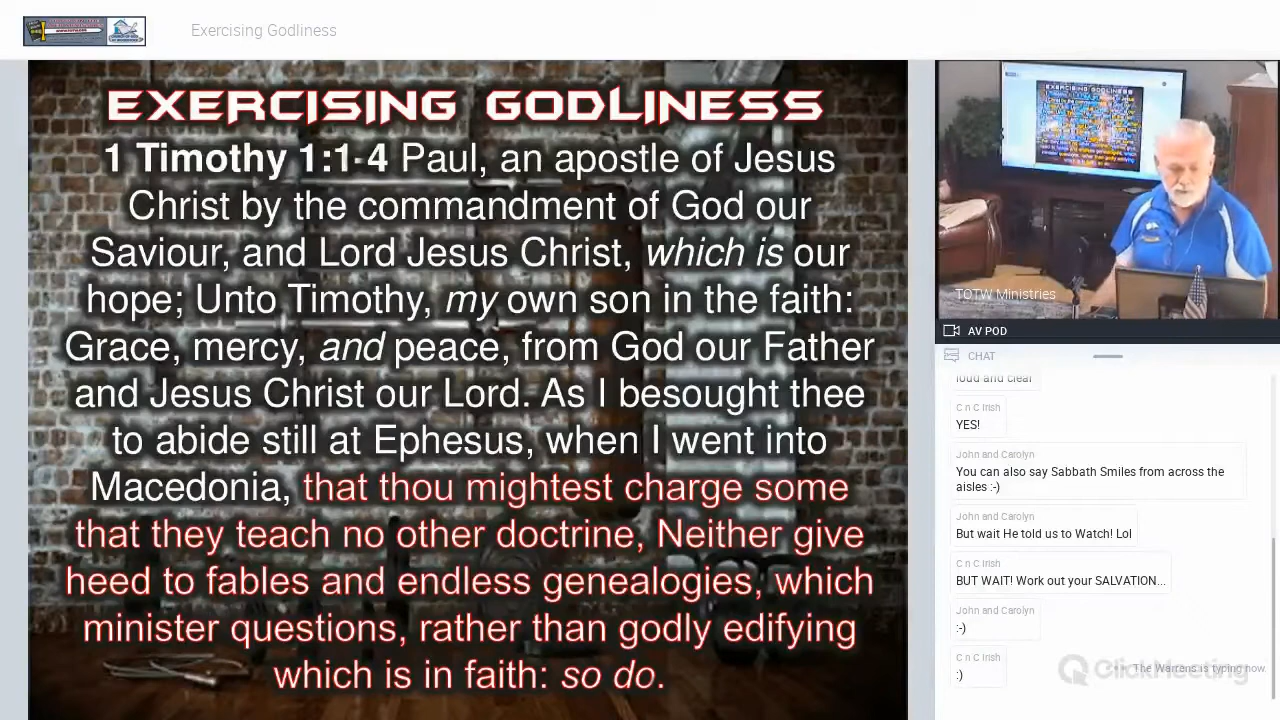 Exercising Godliness
EXERCISING GODLINESS
1 Timothy 1:1-4 Paul, an apostle of Jesus
Christ by the commandment of God our
Saviour, and Lord Jesus Christ, which is our
hope; Unto Timothy, my own son in the faith:
Grace, mercy, and peace, from God our Father
and Jesus Christ our Lord. As I besought thee
to abide still at Ephesus, when I went into
Macedonia, that thou mightest charge some
that they teach no other doctrine, Neither give
heed to fables and endless genealogies, which
minister questions, rather than godly edifying
which is in faith: so do.
TOTW Ministries
AV POD
CHAT
loud and clear
C n C Irish
YES!
John and Carolyn
You can also say Sabbath Smiles from across the
aisles :-)
John and Carolyn
But wait He told us to Watch! Lol
C n C Irish
BUT WAIT! Work out your SALVATION...
John and Carolyn
:-)
C n C Irish
:)
The Warrens is typing now.
ClickMeeting